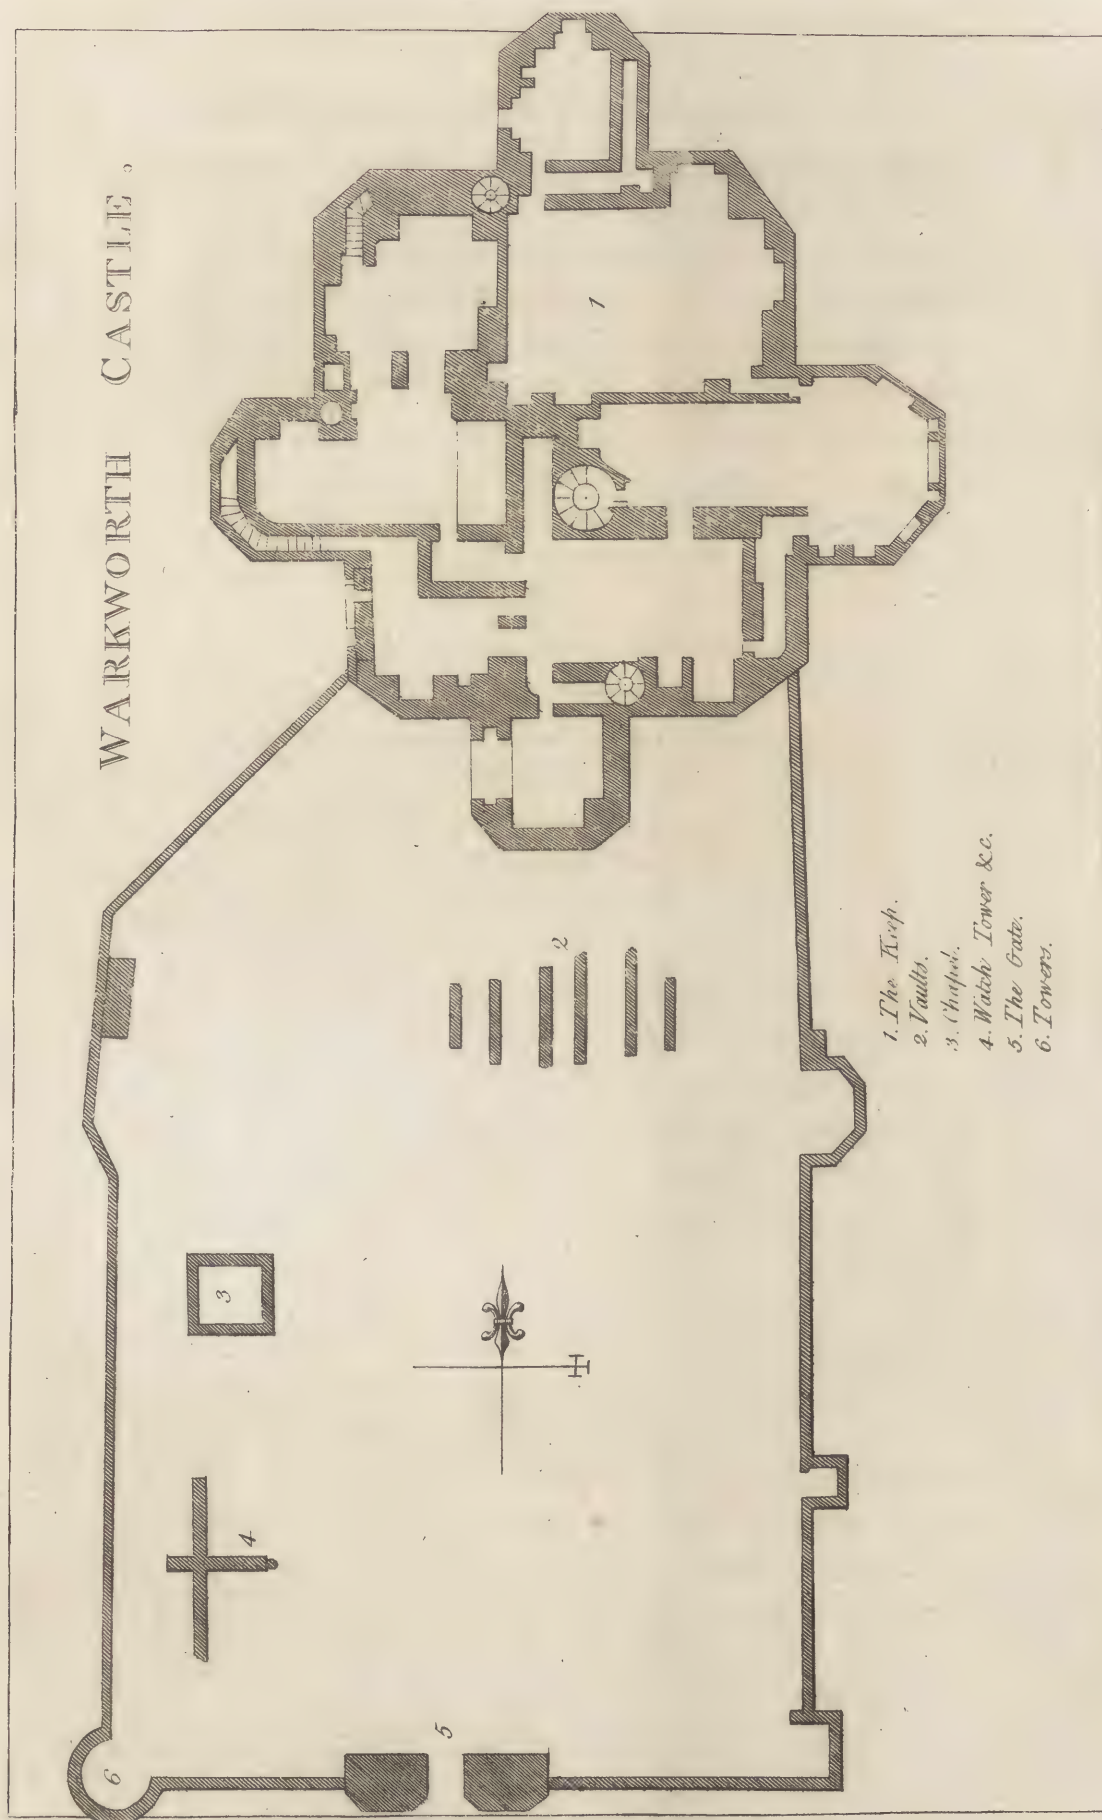 WARKWORTH CASTLE.
1
2
3
4
5
6
1. The Keep.
2. Vaults.
3. Chapel.
4. Watch Tower &c.
5. The Gate.
6. Towers.